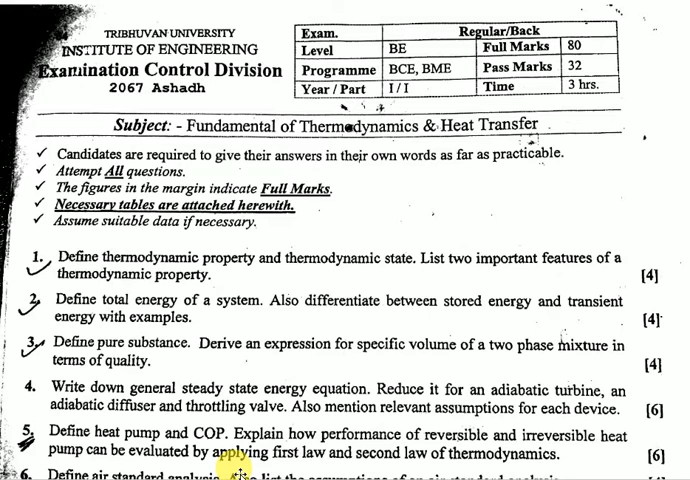 TRIBHUVAN UNIVERSITY
INSTITUTE OF ENGINEERING
Examination Control Division
2067 Ashadh
Exam. Regular/Back
Level BE Full Marks 80
Programme BCE, BME Pass Marks 32
Year / Part I / I Time 3 hrs.
Subject: - Fundamental of Thermodynamics & Heat Transfer
✓ Candidates are required to give their answers in their own words as far as practicable.
✓ Attempt All questions.
✓ The figures in the margin indicate Full Marks.
✓ Necessary tables are attached herewith.
✓ Assume suitable data if necessary.
1. Define thermodynamic property and thermodynamic state. List two important features of a
thermodynamic property. [4]
2. Define total energy of a system. Also differentiate between stored energy and transient
energy with examples. [4]
3. Define pure substance. Derive an expression for specific volume of a two phase mixture in
terms of quality. [4]
4. Write down general steady state energy equation. Reduce it for an adiabatic turbine, an
adiabatic diffuser and throttling valve. Also mention relevant assumptions for each device. [6]
5. Define heat pump and COP. Explain how performance of reversible and irreversible heat
pump can be evaluated by applying first law and second law of thermodynamics. [6]
6. Define air standard analysis. Also list the assumptions of an air standard analysis.